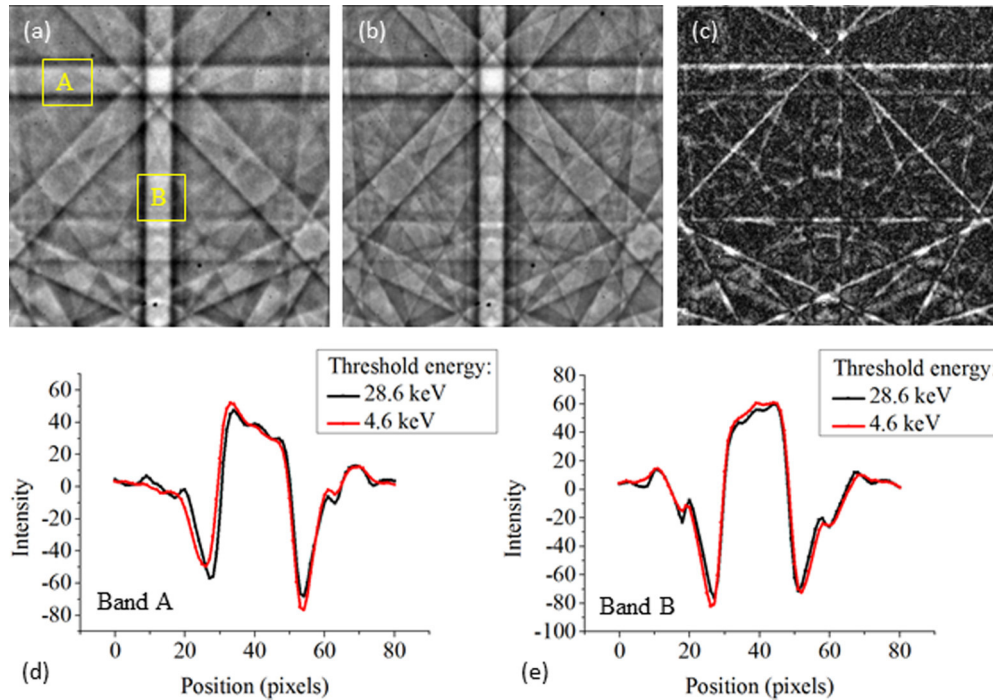 (a)
(b)
(c)
A
B
Threshold energy:
28.6 keV
4.6 keV
60
40
20
0
-20
-40
-60
-80
Intensity
Band A
0 20 40 60 80
Position (pixels)
(d)
Threshold energy:
28.6 keV
4.6 keV
80
60
40
20
0
-20
-40
-60
-80
-100
Intensity
Band B
0 20 40 60 80
Position (pixels)
(e)